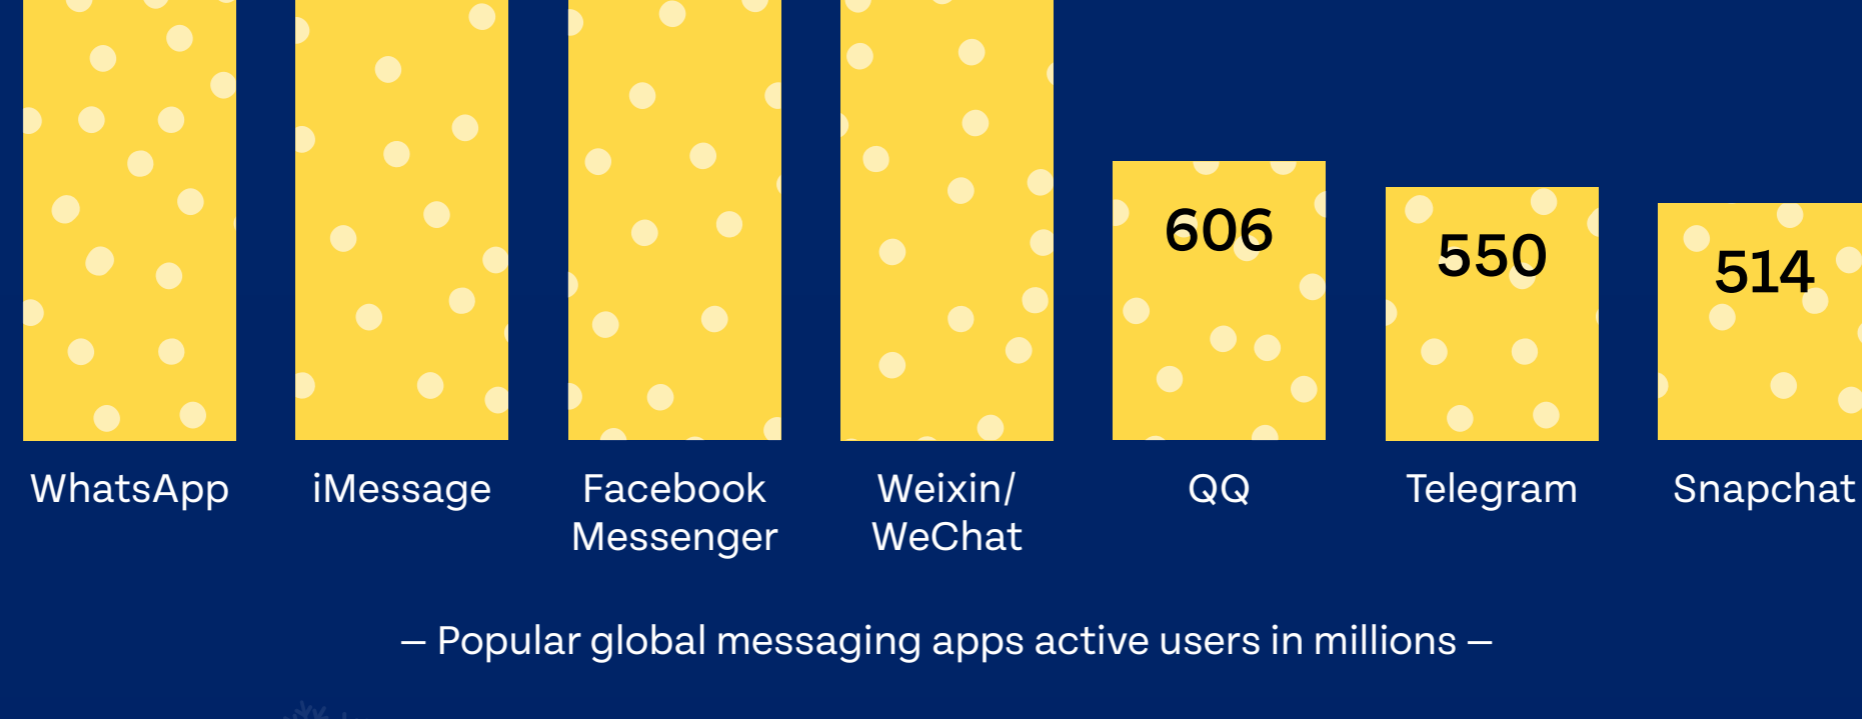 606
550
514
WhatsApp
iMessage
Facebook
Messenger
Weixin/
WeChat
QQ
Telegram
Snapchat
— Popular global messaging apps active users in millions —